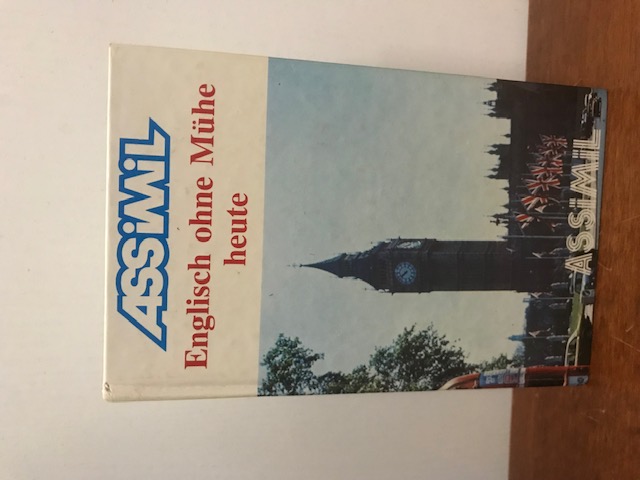 ASSiMiL
Englisch ohne Mühe
heute
ASSiMiL